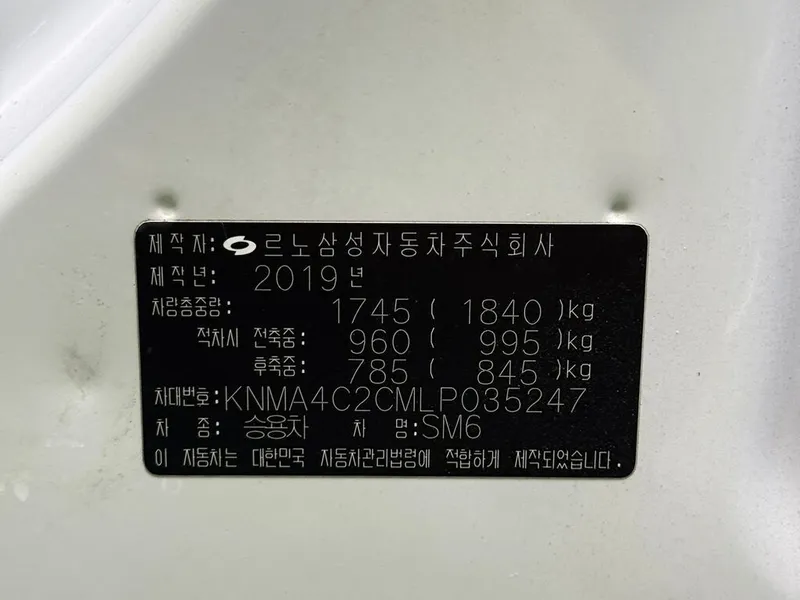 제작자: 르노삼성자동차주식회사
제작년: 2019년
차량총중량: 1745 ( 1840 )kg
적차시 전축중: 960 ( 995 )kg
후축중: 785 ( 845 )kg
차대번호: KNMA4C2CMLP035247
차 종: 승용차 차 명: SM6
이 자동차는 대한민국 자동차관리법령에 적합하게 제작되었습니다.